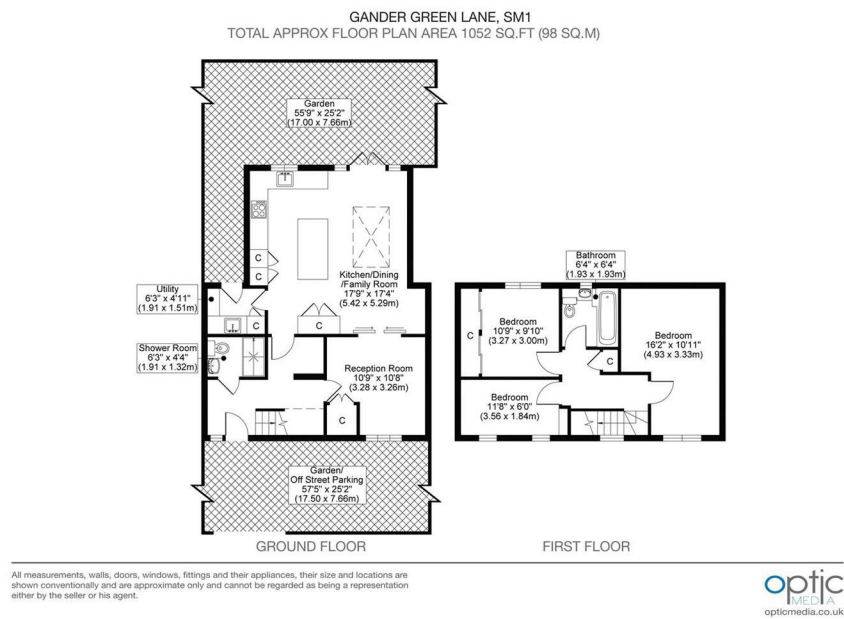 GANDER GREEN LANE, SM1
TOTAL APPROX FLOOR PLAN AREA 1052 SQ.FT (98 SQ.M)
Garden
55'9" x 25'2"
(17.00 x 7.66m)
C
C
Kitchen/Dining
/Family Room
17'9" x 17'4"
(5.42 x 5.29m)
Utility
6'3" x 4'11"
(1.91 x 1.51m)
C
C
Shower Room
6'3" x 4'4"
(1.91 x 1.32m)
Reception Room
10'9" x 10'8"
(3.28 x 3.26m)
C
Garden/
Off Street Parking
57'5" x 25'2"
(17.50 x 7.66m)
GROUND FLOOR
Bathroom
6'4" x 6'4"
(1.93 x 1.93m)
C
Bedroom
10'9" x 9'10"
(3.27 x 3.00m)
Bedroom
16'2" x 10'11"
(4.93 x 3.33m)
C
Bedroom
11'8" x 6'0"
(3.56 x 1.84m)
FIRST FLOOR
All measurements, walls, doors, windows, fittings and their appliances, their size and locations are
shown conventionally and are approximate only and cannot be regarded as being a representation
either by the seller or his agent.
optic
MEDIA
opticmedia.co.uk